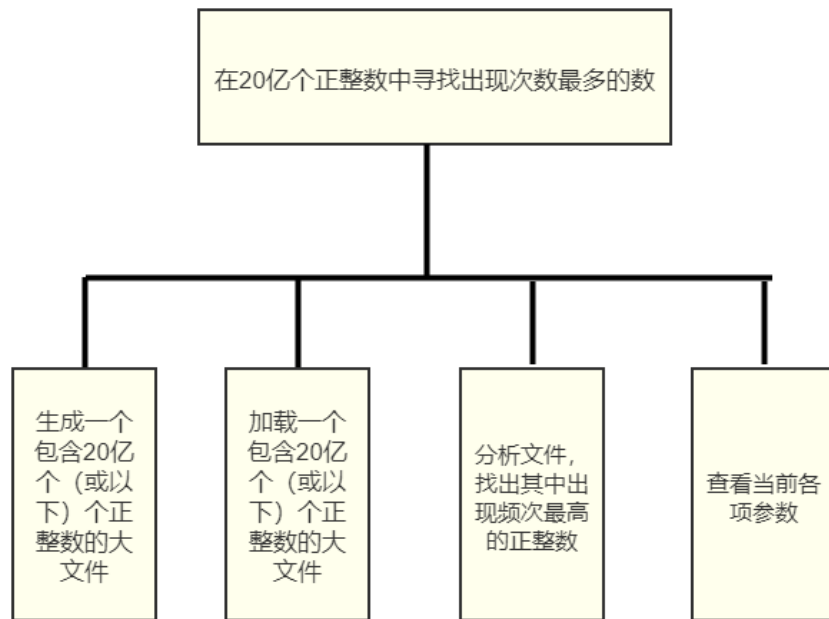 在20亿个正整数中寻找出现次数最多的数
生成一个
包含20亿
个（或以
下）个正
整数的大
文件
加载一个
包含20亿
个（或以
下）个正
整数的大
文件
分析文件，
找出其中出
现频次最高
的正整数
查看当前各
项参数